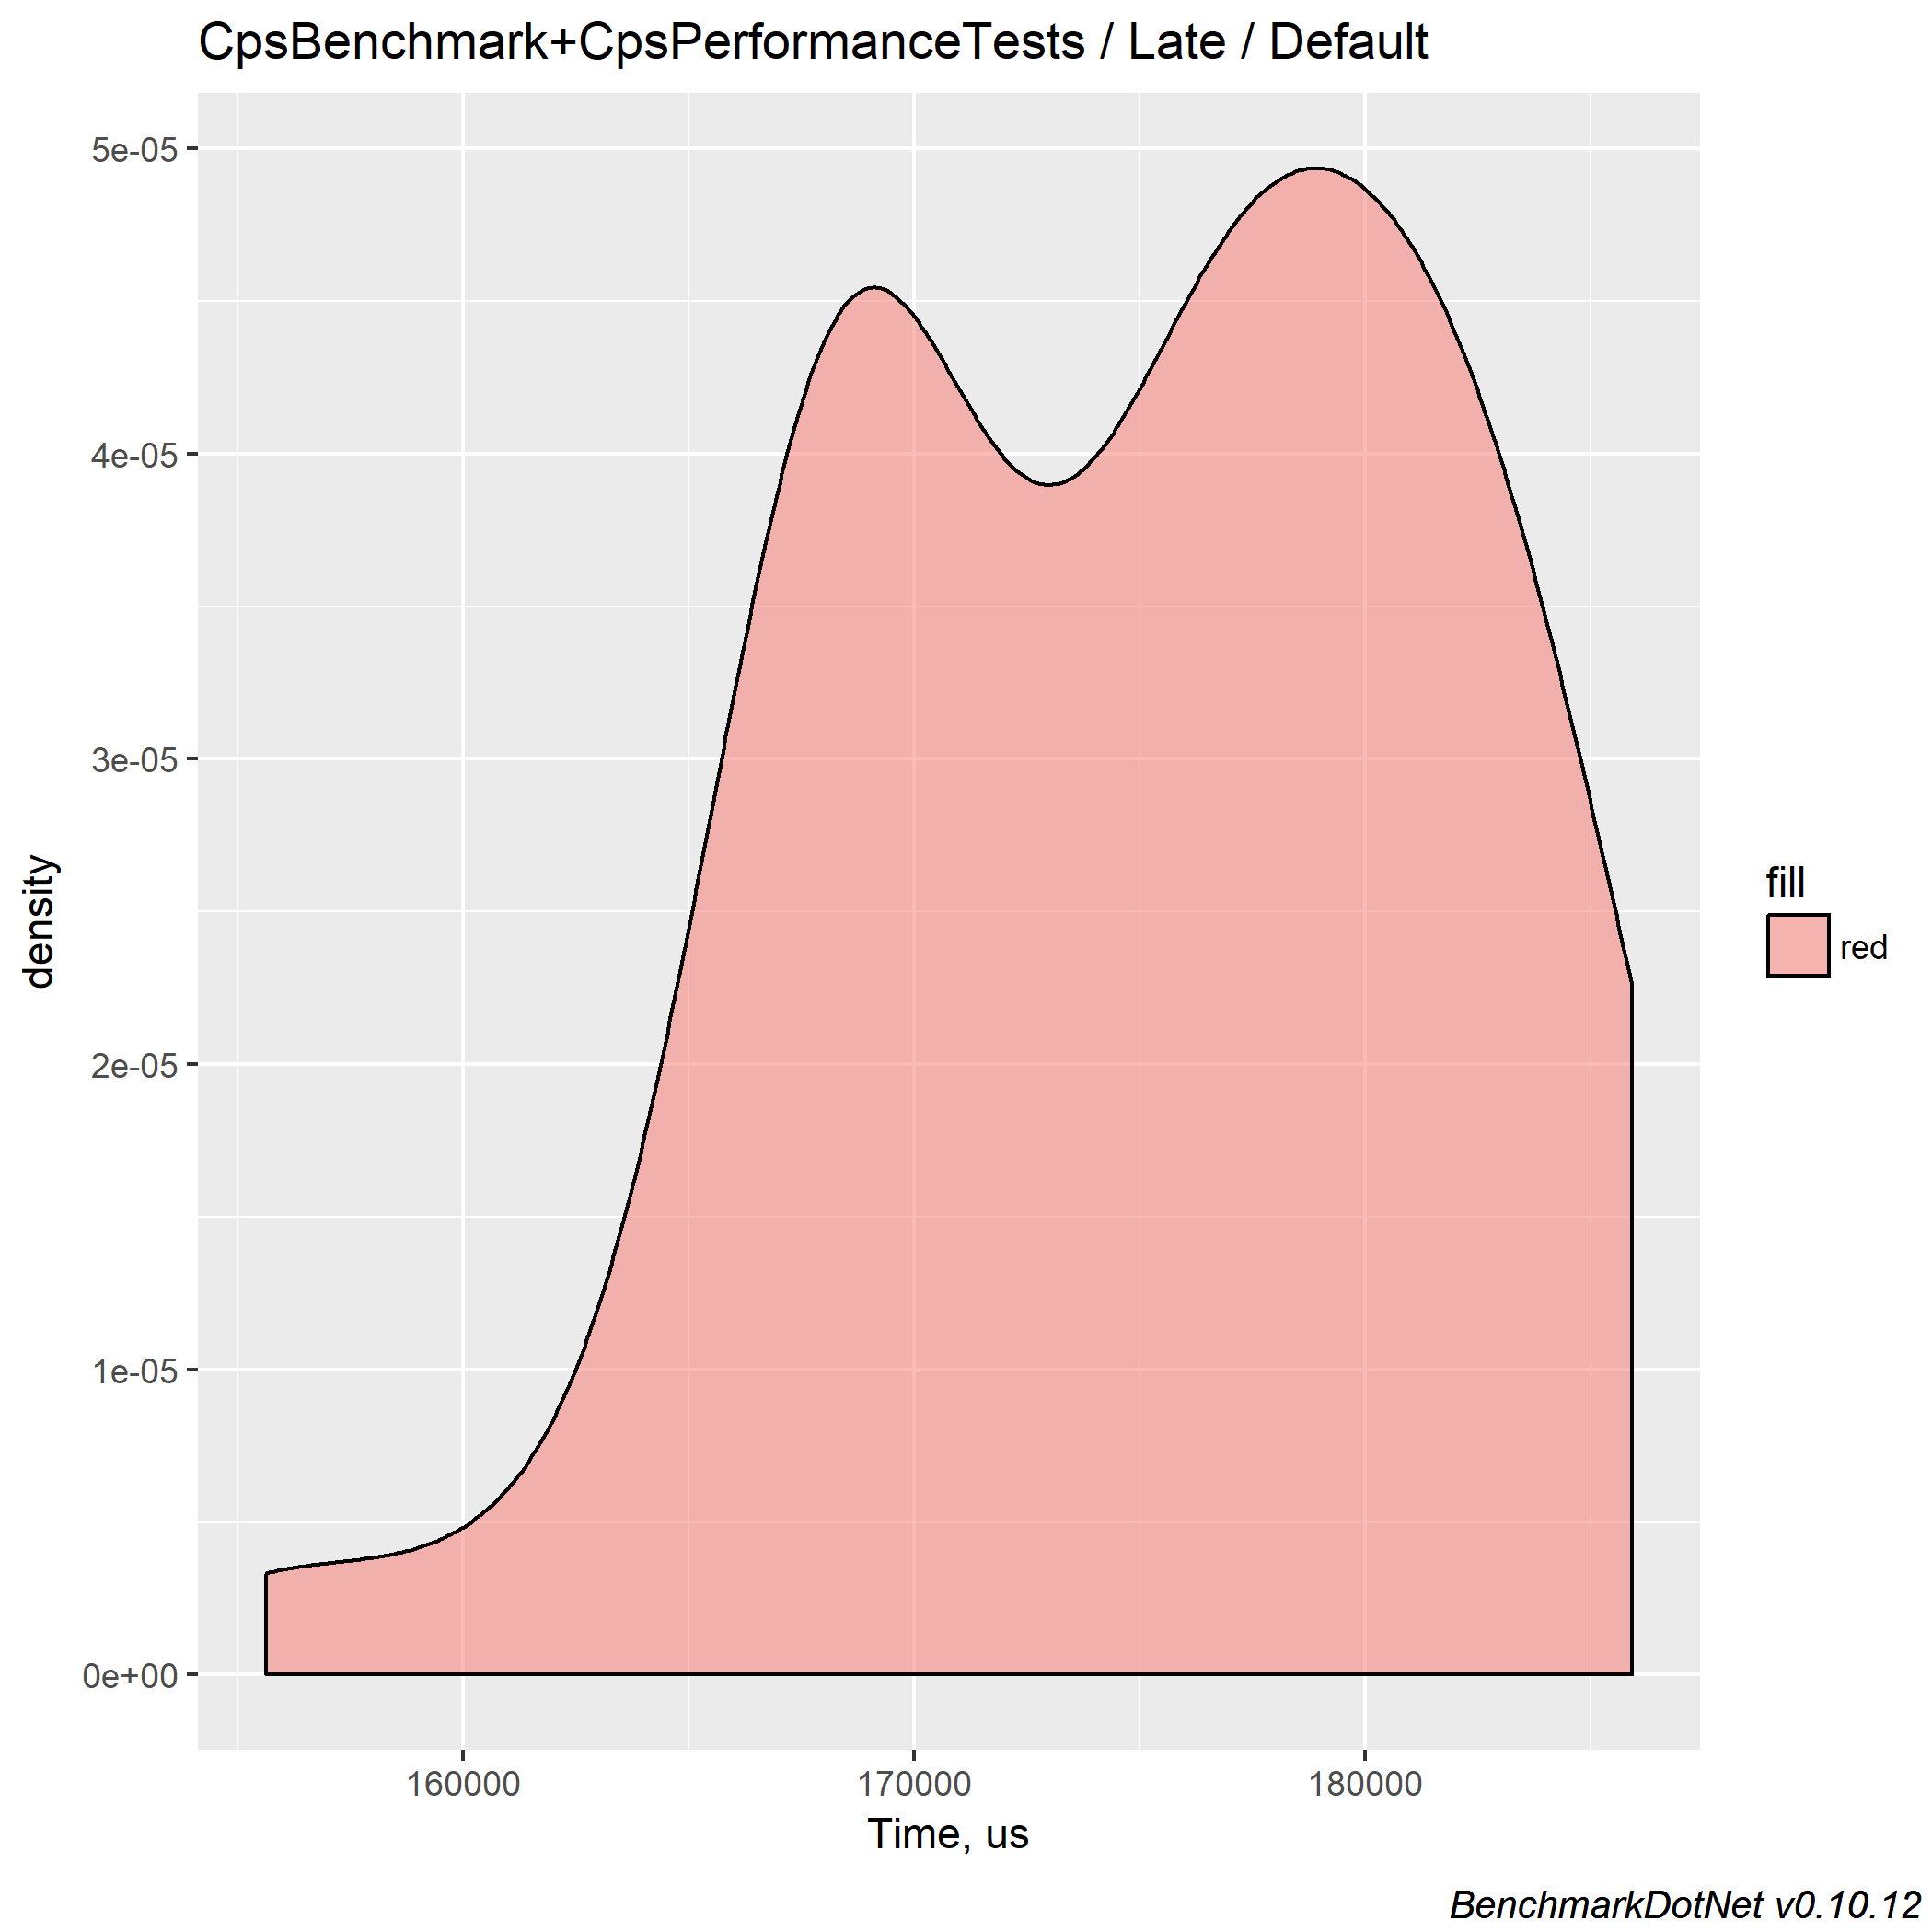 CpsBenchmark+CpsPerformanceTests / Late / Default
5e-05
4e-05
3e-05
2e-05
1e-05
0e+00
density
160000 170000 180000
Time, us
fill
red
BenchmarkDotNet v0.10.12